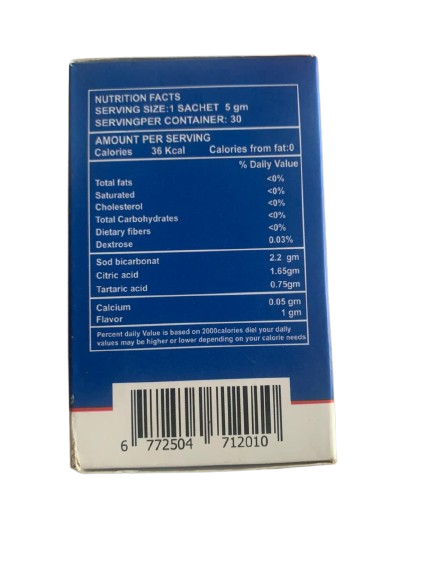 NUTRITION FACTS
SERVING SIZE:1 SACHET 5 gm
SERVINGPER CONTAINER: 30
AMOUNT PER SERVING
Calories 36 Kcal Calories from fat:0
% Daily Value
Total fats <0%
Saturated <0%
Cholesterol <0%
Total Carbohydrates <0%
Dietary fibers <0%
Dextrose 0.03%
Sod bicarbonat 2.2 gm
Citric acid 1.65gm
Tartaric acid 0.75gm
Calcium 0.05 gm
Flavor 1 gm
Percent daily Value is based on 2000calories diel your daily
values may be higher or lower depending on your calorie needs
6 772504 712010